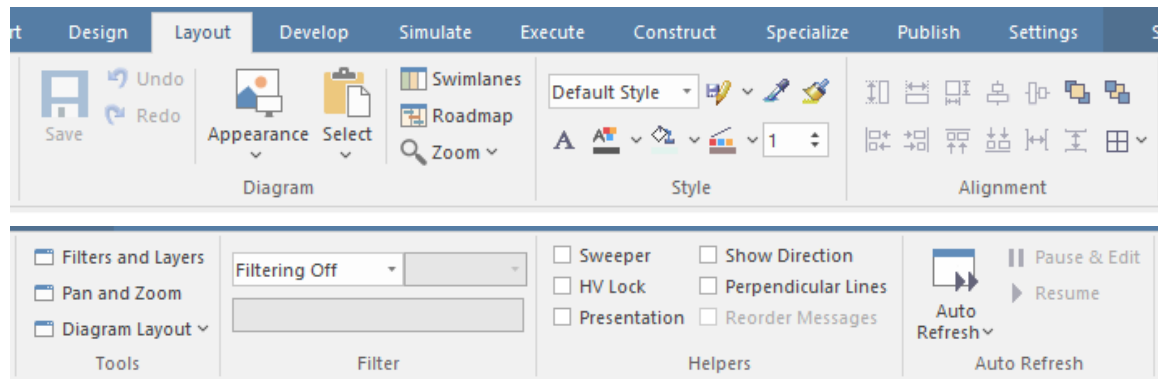 rt Design Layout Develop Simulate Execute Construct Specialize Publish Settings S
Undo Swimlanes Default Style
Redo Roadmap
Save Appearance Select Zoom 1
Diagram Style Alignment
Filters and Layers Filtering Off Sweeper Show Direction Pause & Edit
Pan and Zoom HV Lock Perpendicular Lines Resume
Diagram Layout Presentation Reorder Messages Auto
Refresh
Tools Filter Helpers Auto Refresh